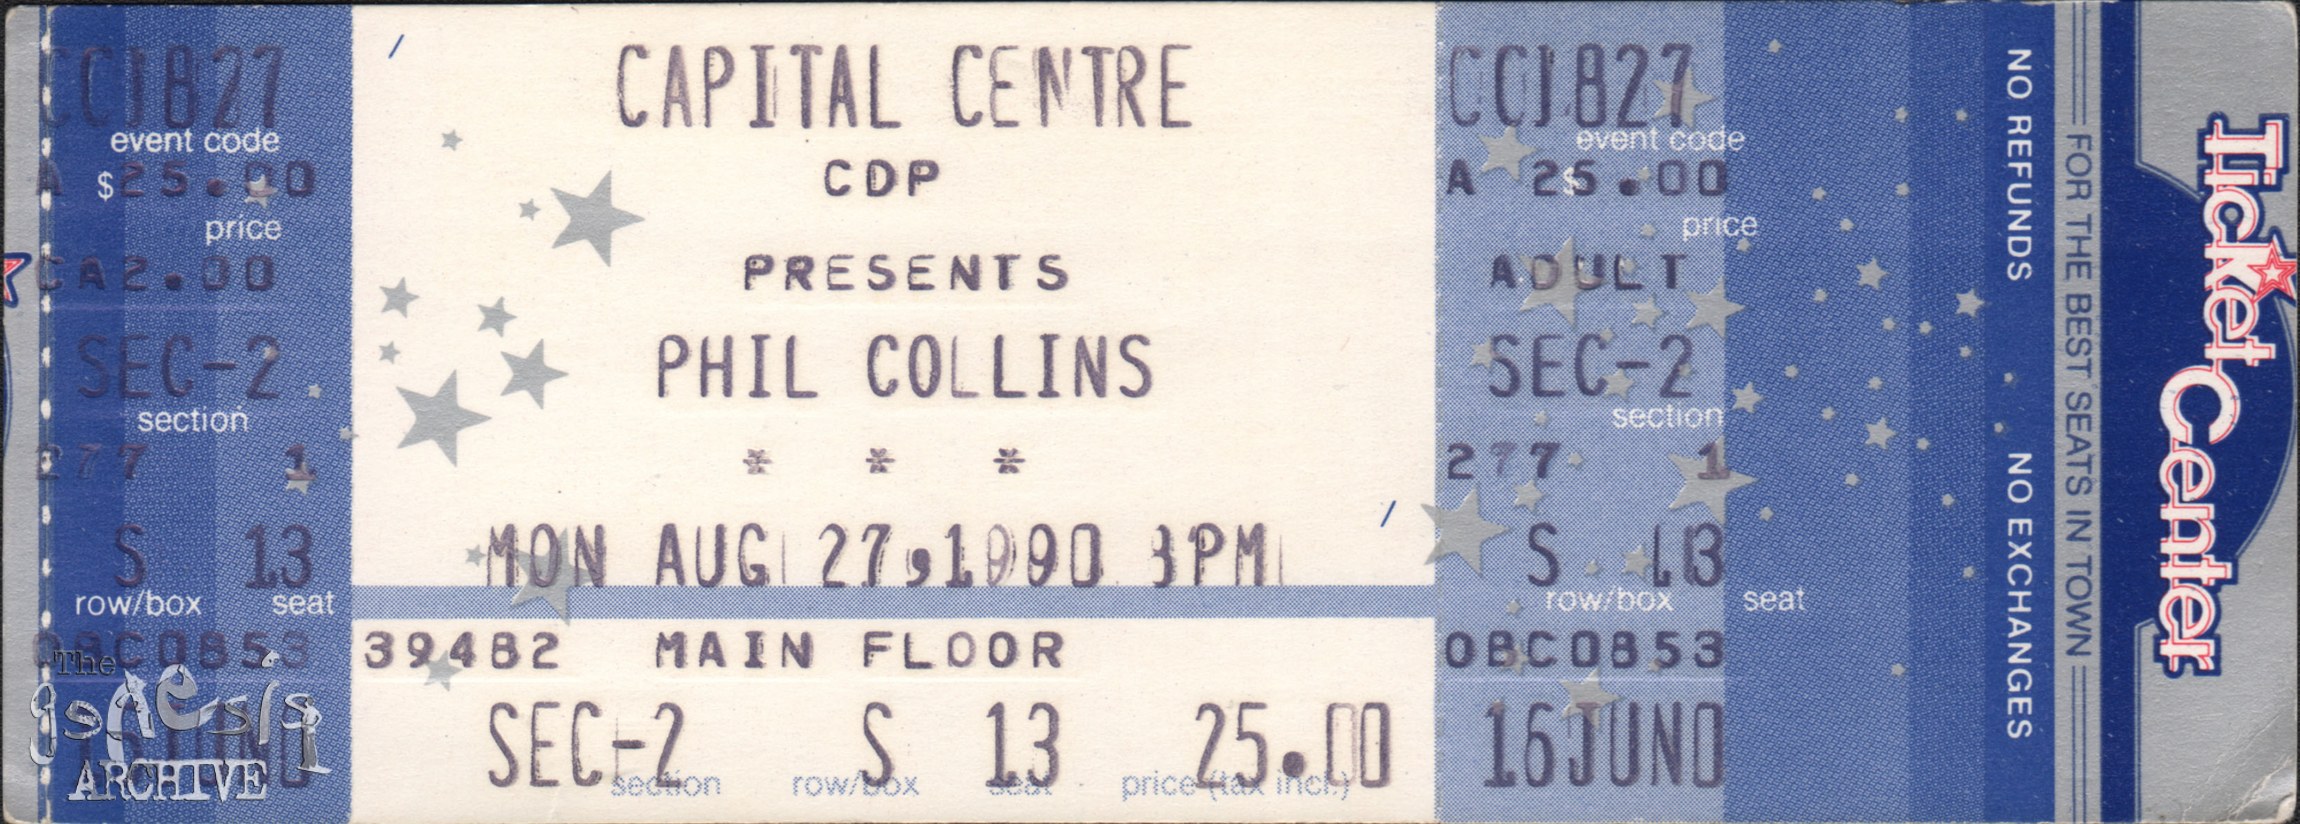 CCJ827
event code
A $25.00
price
CA2.00
SEC-2
section
277 1
S 13
row/box seat
0BC0853
16JUN0
The genesis ARCHIVE
CAPITAL CENTRE
CDP
PRESENTS
PHIL COLLINS
* * *
MON AUG 27,1990 8PM
39482 MAIN FLOOR
SEC-2 S 13 25.00
section row/box seat price (tax incl.)
CCJ827
event code
A $25.00
price
ADULT
SEC-2
section
277 1
S 13
row/box seat
0BC0853
16JUN0
NO REFUNDS NO EXCHANGES
FOR THE BEST SEATS IN TOWN
Ticket Center